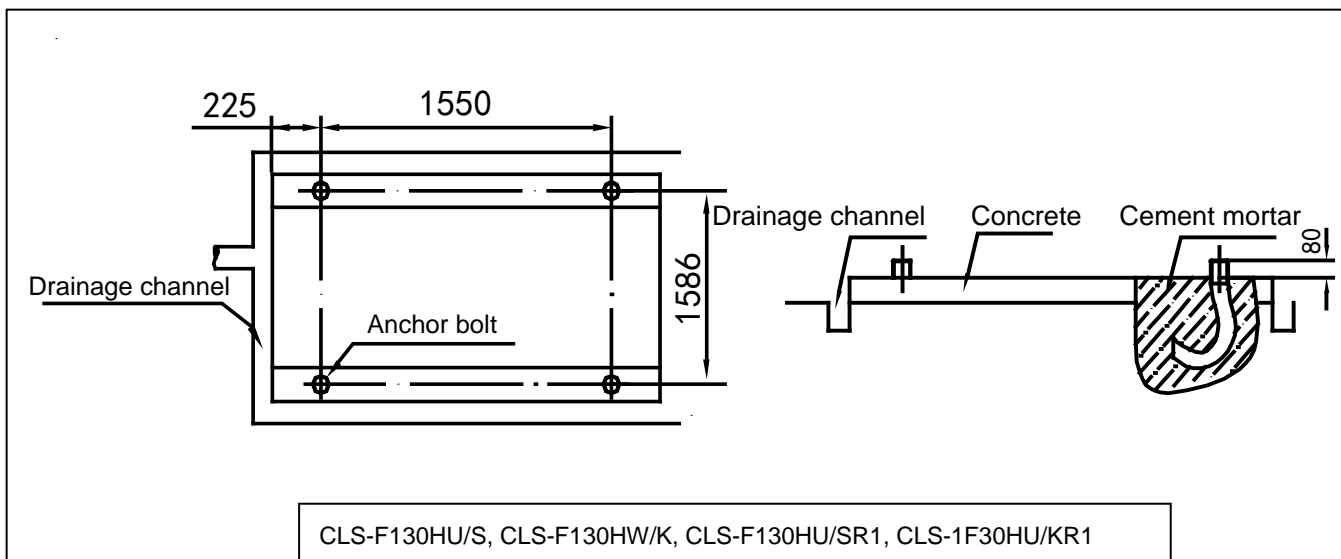 225
1550
Drainage channel
Concrete
Cement mortar
80
Drainage channel
1586
Anchor bolt
CLS-F130HU/S, CLS-F130HW/K, CLS-F130HU/SR1, CLS-1F30HU/KR1